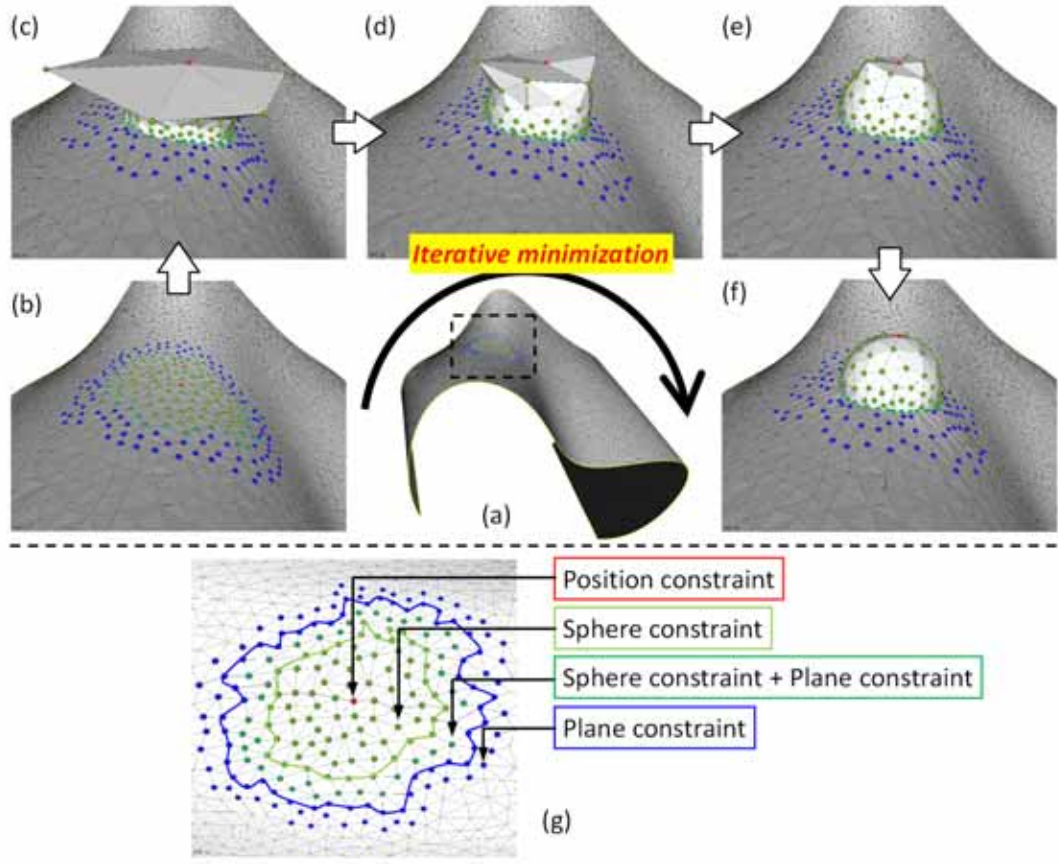 (c)
(d)
(e)
Iterative minimization
(b)
(f)
(a)
Position constraint
Sphere constraint
Sphere constraint + Plane constraint
Plane constraint
(g)